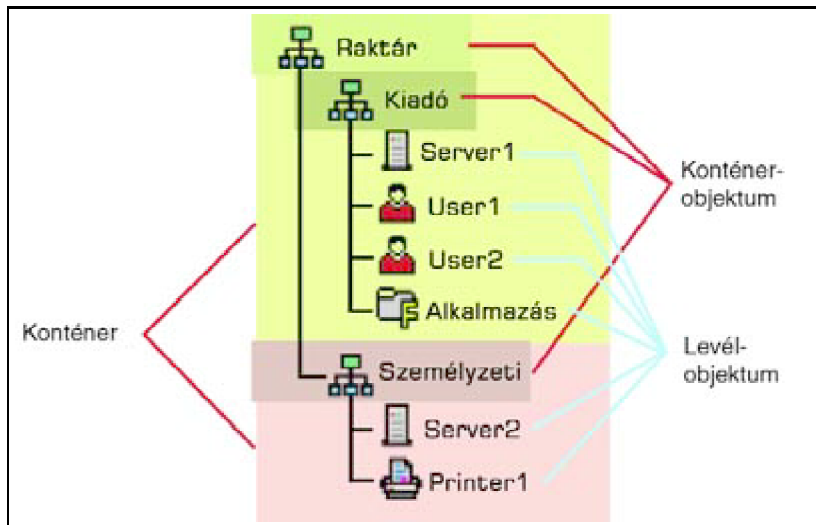 Raktár
Kiadó
Server1
User1
User2
Alkalmazás
Személyzeti
Server2
Printer1
Konténer
Konténer-
objektum
Levél-
objektum